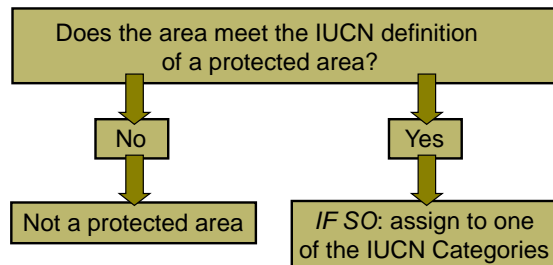 Does the area meet the IUCN definition
of a protected area?
No
Yes
Not a protected area
IF SO: assign to one
of the IUCN Categories